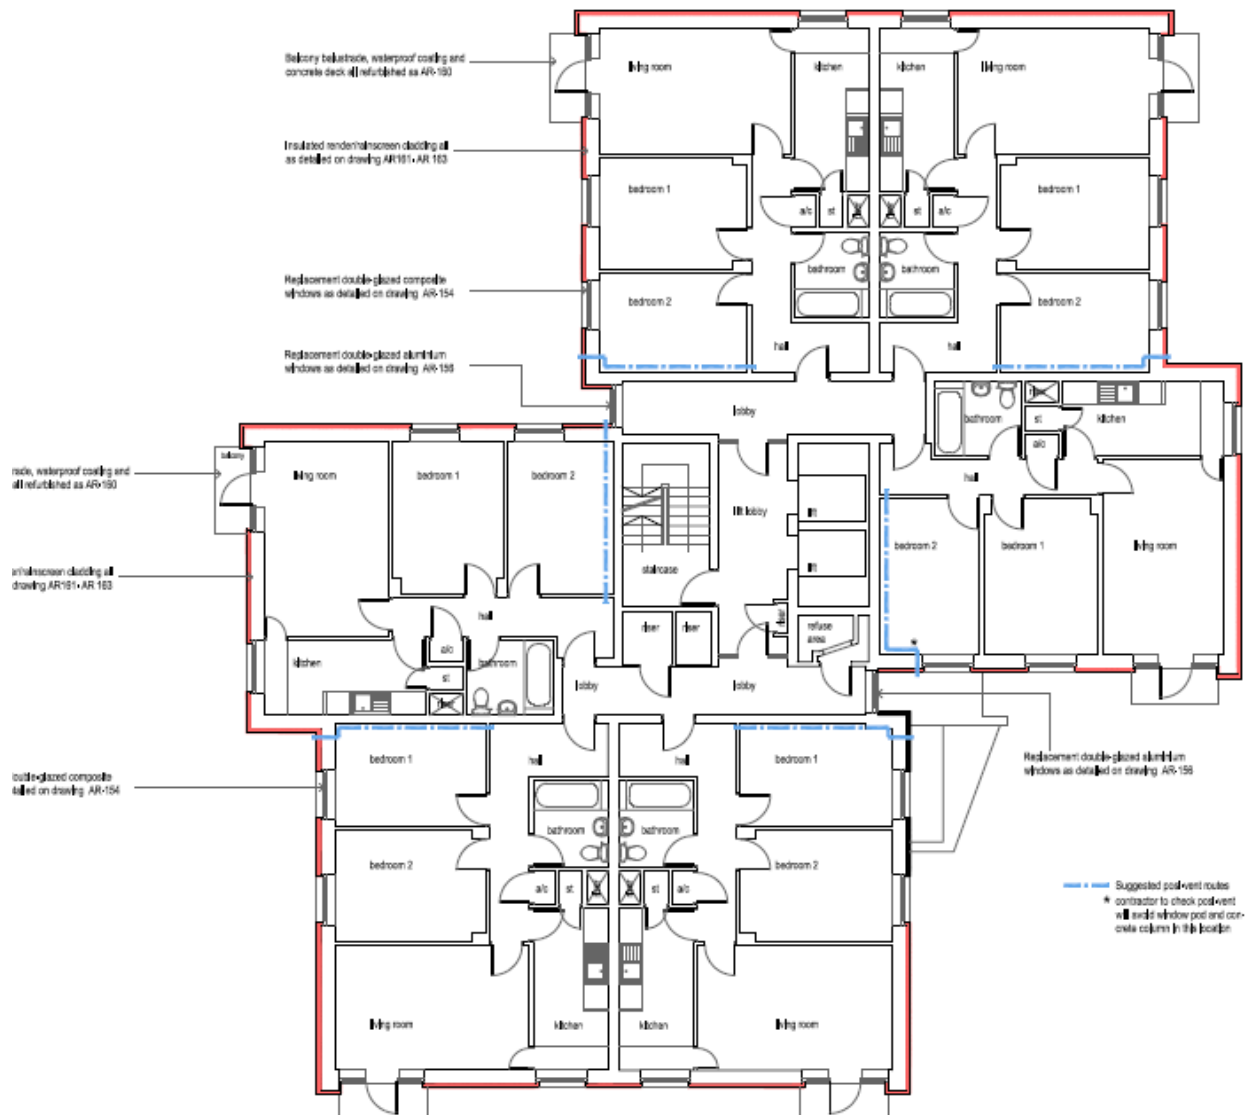 Balcony balustrade, waterproof coating and
concrete deck all refurbished as AR-160
living room
kitchen
kitchen
living room
Insulated render/rainscreen cladding all
as detailed on drawing AR161- AR 163
bedroom 1
bedroom 1
a/c
st
st
a/c
bathroom
bathroom
Replacement double-glazed composite
windows as detailed on drawing AR-154
bedroom 2
bedroom 2
hall
hall
Replacement double-glazed aluminium
windows as detailed on drawing AR-156
lobby
bathroom
riser
st
kitchen
a/c
balcony
rade, waterproof coating and
all refurbished as AR-160
living room
bedroom 1
bedroom 2
hall
lift lobby
lift
bedroom 2
bedroom 1
living room
staircase
lift
er/rainscreen cladding all
drawing AR161- AR 163
hall
riser
riser
riser
refuse
area
*
a/c
kitchen
bathroom
st
riser
lobby
lobby
bedroom 1
hall
hall
bedroom 1
Replacement double-glazed aluminium
windows as detailed on drawing AR-156
ouble-glazed composite
tailed on drawing AR-154
bathroom
bathroom
bedroom 2
bedroom 2
a/c
st
st
a/c
Suggested posi-vent routes
* contractor to check posi-vent
will avoid window pod and con-
crete column in this location
living room
kitchen
kitchen
living room